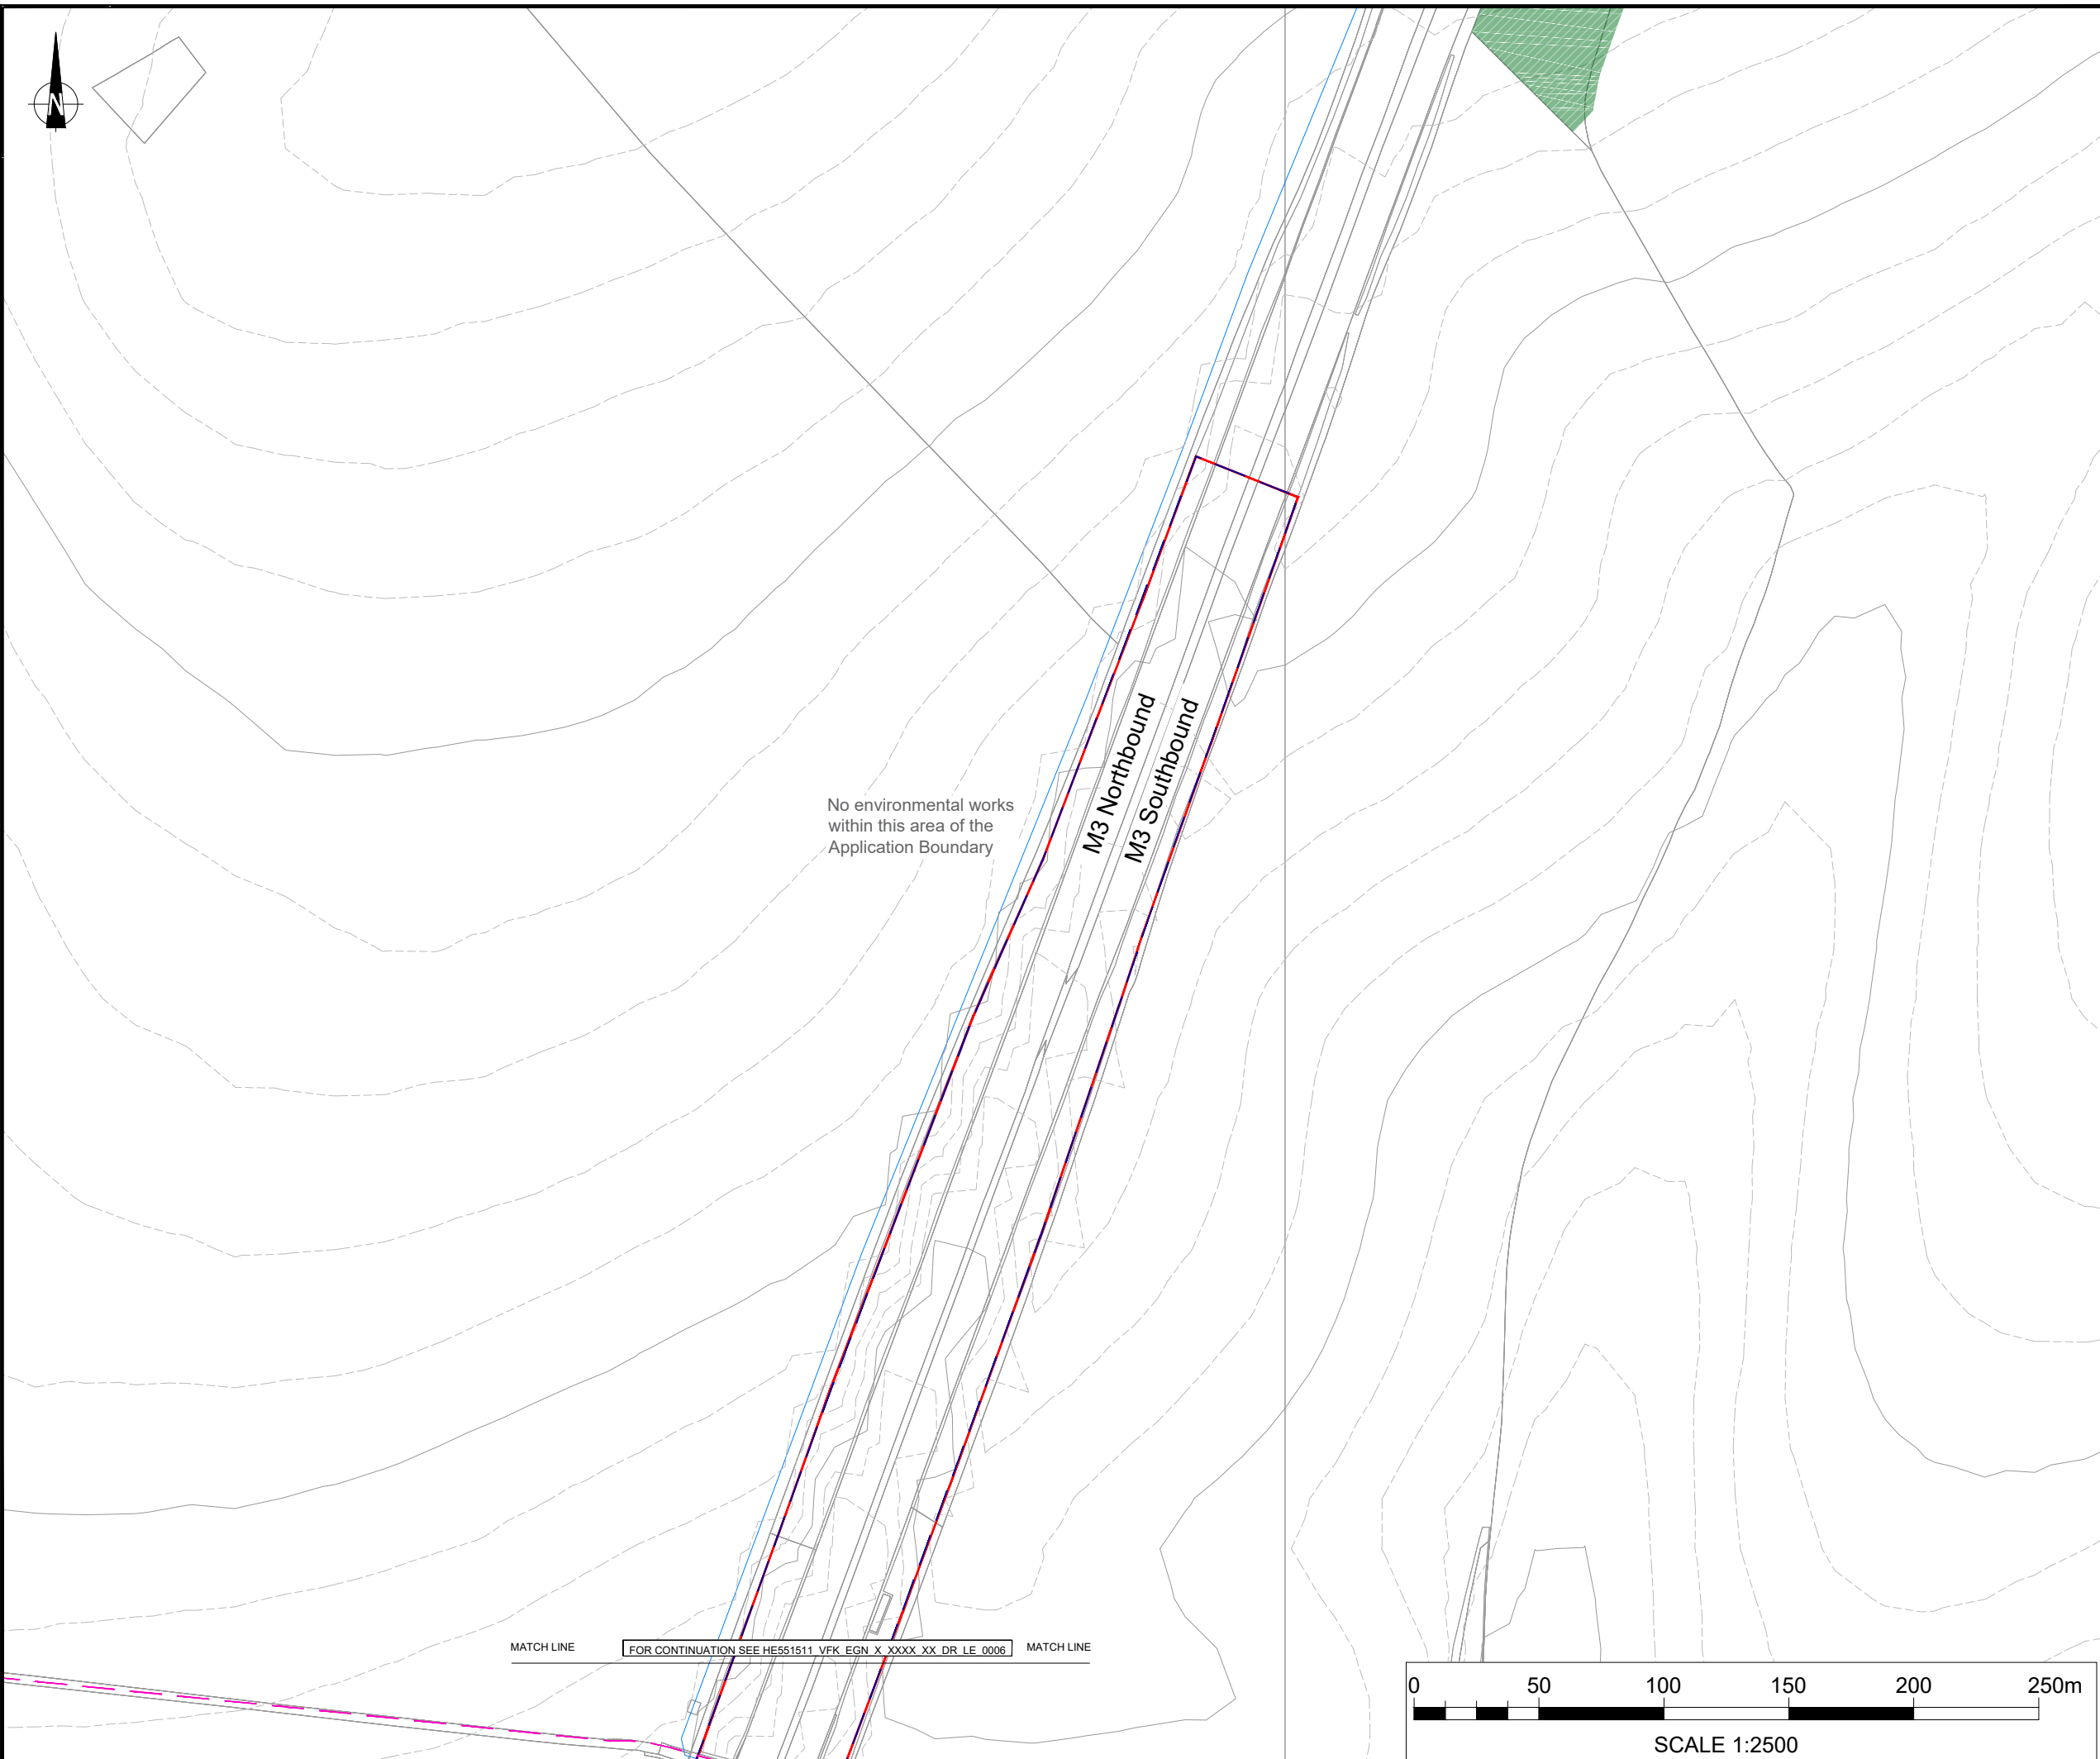 N
M3 Northbound
M3 Southbound
No environmental works
within this area of the
Application Boundary
MATCH LINE
FOR CONTINUATION SEE HE551511_VFK_EGN_X_XXXX_XX_DR_LE_0006
MATCH LINE
0 50 100 150 200 250m
SCALE 1:2500